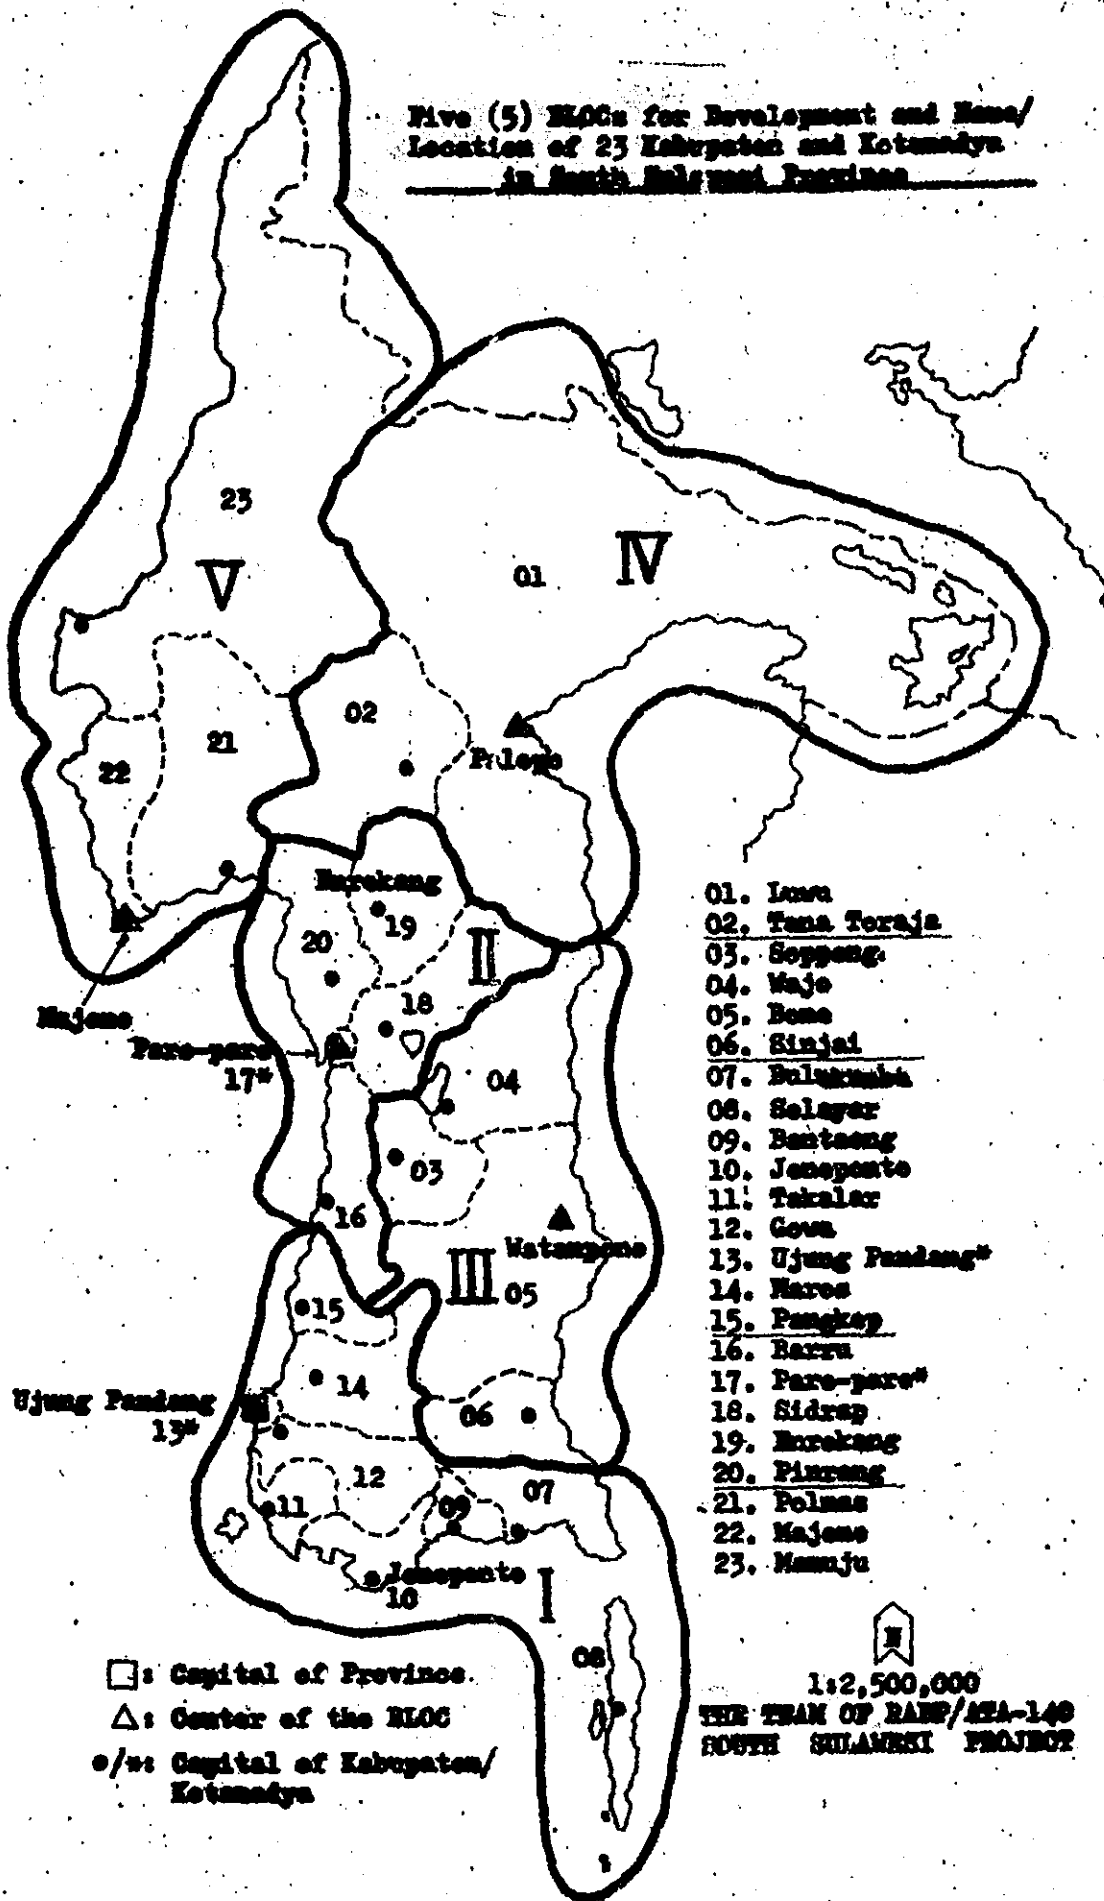 Five (5) BLOCs for Development and Name/
Location of 23 Kabupaten and Kotamadya
in South Sulawesi Province
23
V
01
IV
02
21
Palopo
22
Enrekang
19
20
II
18
Majene
Pare-pare
17*
04
03
16
Watampone
III
05
15
14
Ujung Pandang
13*
06
12
07
11
09
Jeneponto
10
I
08
01. Luwu
02. Tana Toraja
03. Soppeng
04. Wajo
05. Bone
06. Sinjai
07. Bulukumba
08. Selayar
09. Bantaeng
10. Jeneponto
11. Takalar
12. Gowa
13. Ujung Pandang*
14. Maros
15. Pangkep
16. Barru
17. Pare-pare*
18. Sidrap
19. Enrekang
20. Pinrang
21. Polmas
22. Majene
23. Mamuju
N
1:2,500,000
THE TEAM OF RABP/ATA-140
SOUTH SULAWESI PROJECT
□: Capital of Province
△: Center of the BLOC
●/*: Capital of Kabupaten/
Kotamadya